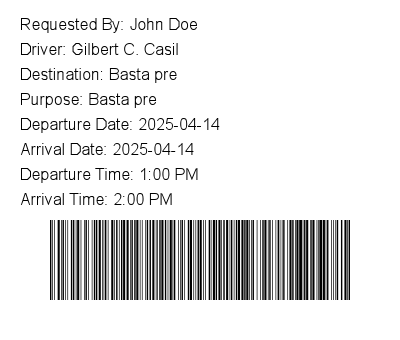 Requested By: John Doe
Driver: Gilbert C. Casil
Destination: Basta pre
Purpose: Basta pre
Departure Date: 2025-04-14
Arrival Date: 2025-04-14
Departure Time: 1:00 PM
Arrival Time: 2:00 PM